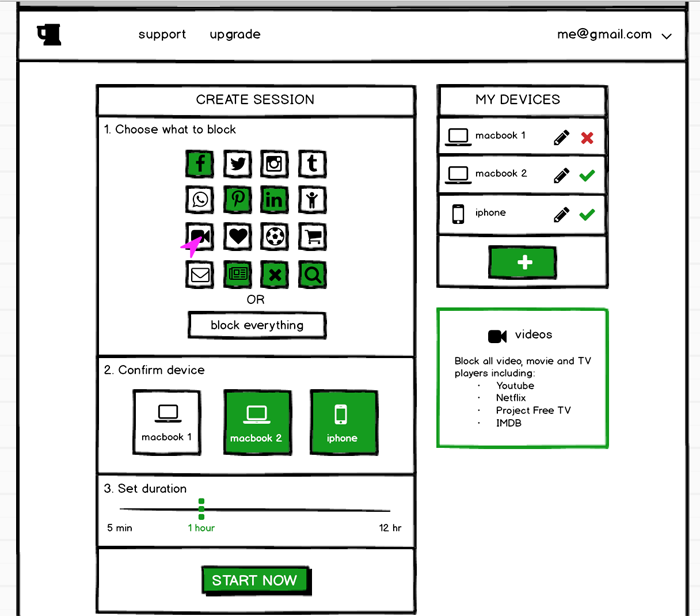 support upgrade me@gmail.com
CREATE SESSION
1. Choose what to block
OR
block everything
2. Confirm device
macbook 1 macbook 2 iphone
3. Set duration
5 min 1 hour 12 hr
START NOW
MY DEVICES
macbook 1
macbook 2
iphone
videos
Block all video, movie and TV
players including:
· Youtube
· Netflix
· Project Free TV
· IMDB